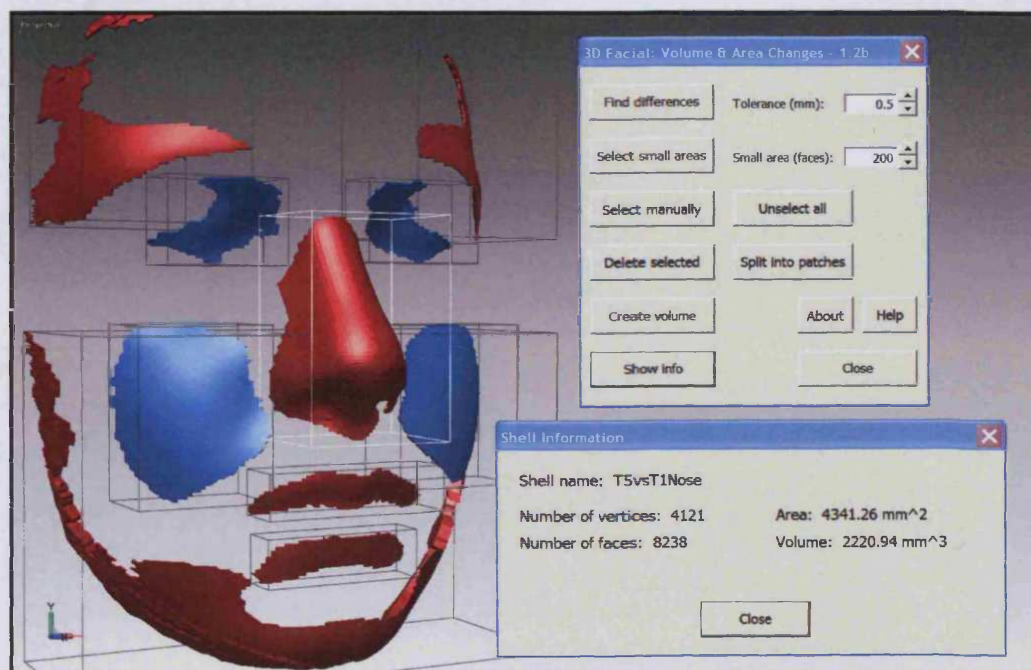 Perspective
3D Facial: Volume & Area Changes - 1.2b
Find differences Tolerance (mm): 0.5
Select small areas Small area (faces): 200
Select manually Unselect all
Delete selected Split into patches
Create volume About Help
Show info Close
Shell Information
Shell name: T5vsT1Nose
Number of vertices: 4121 Area: 4341.26 mm^2
Number of faces: 8238 Volume: 2220.94 mm^3
Close
Y